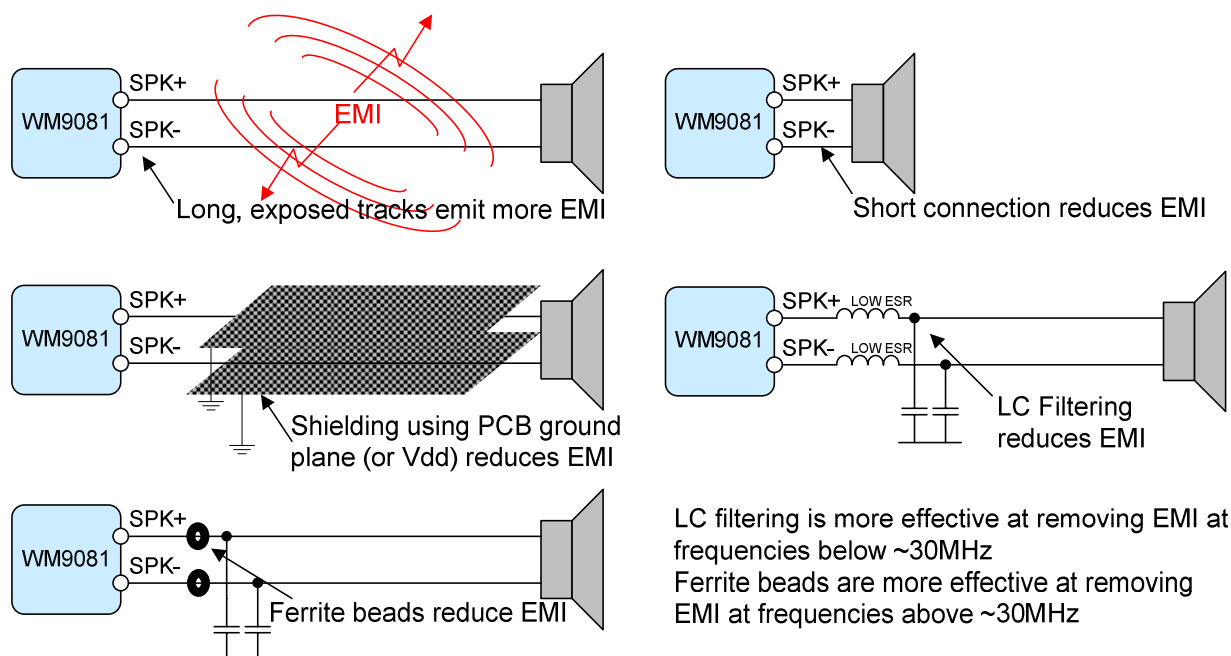 SPK+
WM9081
EMI
SPK-
Long, exposed tracks emit more EMI
SPK+
WM9081
SPK-
Short connection reduces EMI
SPK+
WM9081
SPK-
Shielding using PCB ground
plane (or Vdd) reduces EMI
SPK+
LOW ESR
WM9081
SPK-
LOW ESR
LC Filtering
reduces EMI
SPK+
WM9081
SPK-
Ferrite beads reduce EMI
LC filtering is more effective at removing EMI at
frequencies below ~30MHz
Ferrite beads are more effective at removing
EMI at frequencies above ~30MHz